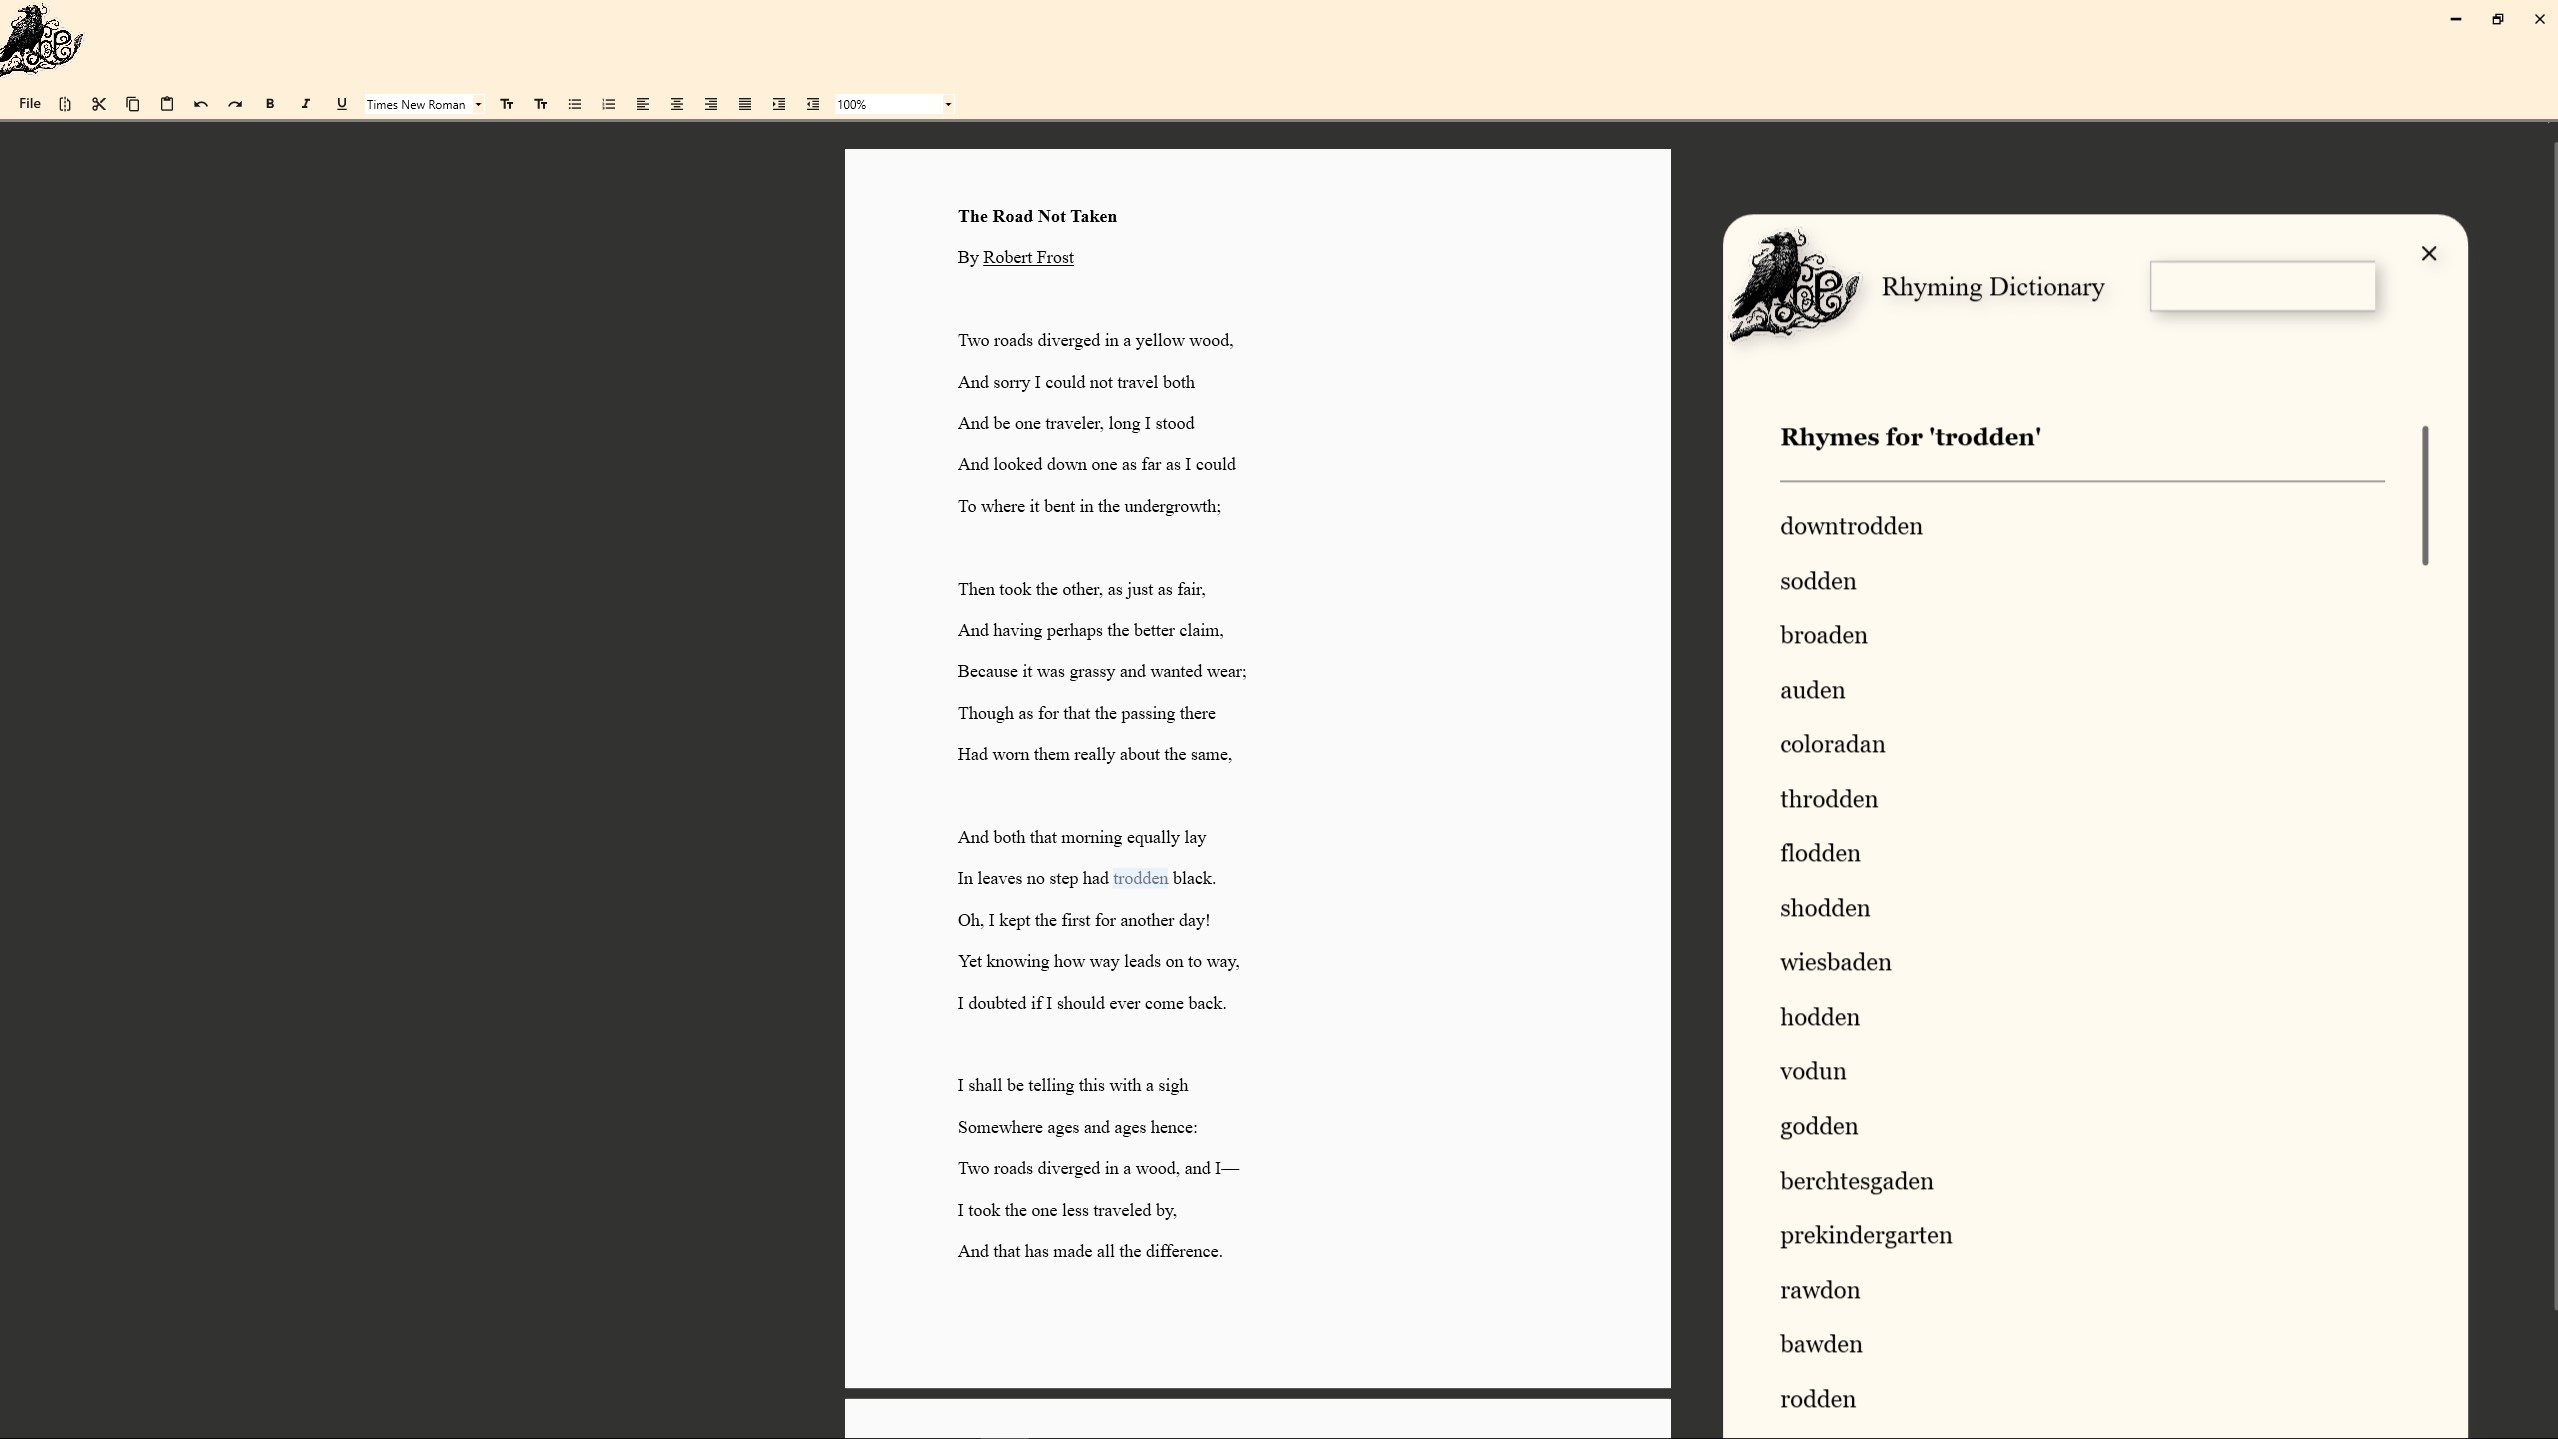 File
Times New Roman
100%
The Road Not Taken
By Robert Frost
Two roads diverged in a yellow wood,
And sorry I could not travel both
And be one traveler, long I stood
And looked down one as far as I could
To where it bent in the undergrowth;
Then took the other, as just as fair,
And having perhaps the better claim,
Because it was grassy and wanted wear;
Though as for that the passing there
Had worn them really about the same,
And both that morning equally lay
In leaves no step had trodden black.
Oh, I kept the first for another day!
Yet knowing how way leads on to way,
I doubted if I should ever come back.
I shall be telling this with a sigh
Somewhere ages and ages hence:
Two roads diverged in a wood, and I—
I took the one less traveled by,
And that has made all the difference.
Rhyming Dictionary
Rhymes for 'trodden'
downtrodden
sodden
broaden
auden
coloradan
throdden
flodden
shodden
wiesbaden
hodden
vodun
godden
berchtesgaden
prekindergarten
rawdon
bawden
rodden